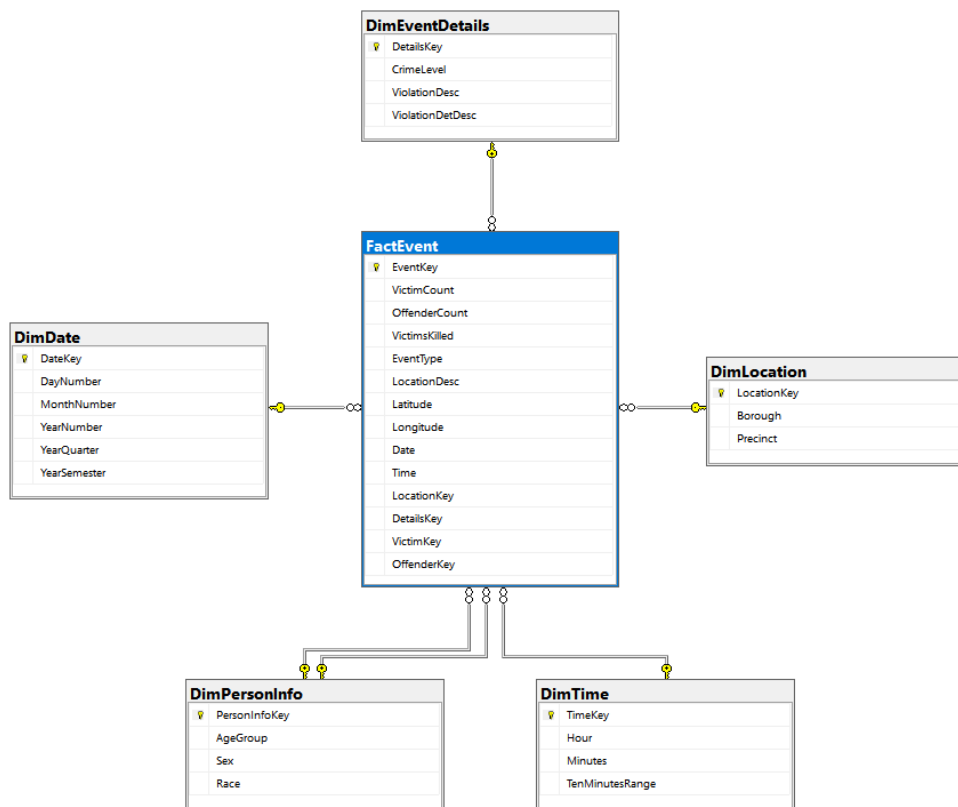 DimEventDetails
DetailsKey
CrimeLevel
ViolationDesc
ViolationDetDesc
FactEvent
EventKey
VictimCount
OffenderCount
VictimsKilled
EventType
LocationDesc
Latitude
Longitude
Date
Time
LocationKey
DetailsKey
VictimKey
OffenderKey
DimDate
DateKey
DayNumber
MonthNumber
YearNumber
YearQuarter
YearSemester
DimLocation
LocationKey
Borough
Precinct
DimPersonInfo
PersonInfoKey
AgeGroup
Sex
Race
DimTime
TimeKey
Hour
Minutes
TenMinutesRange